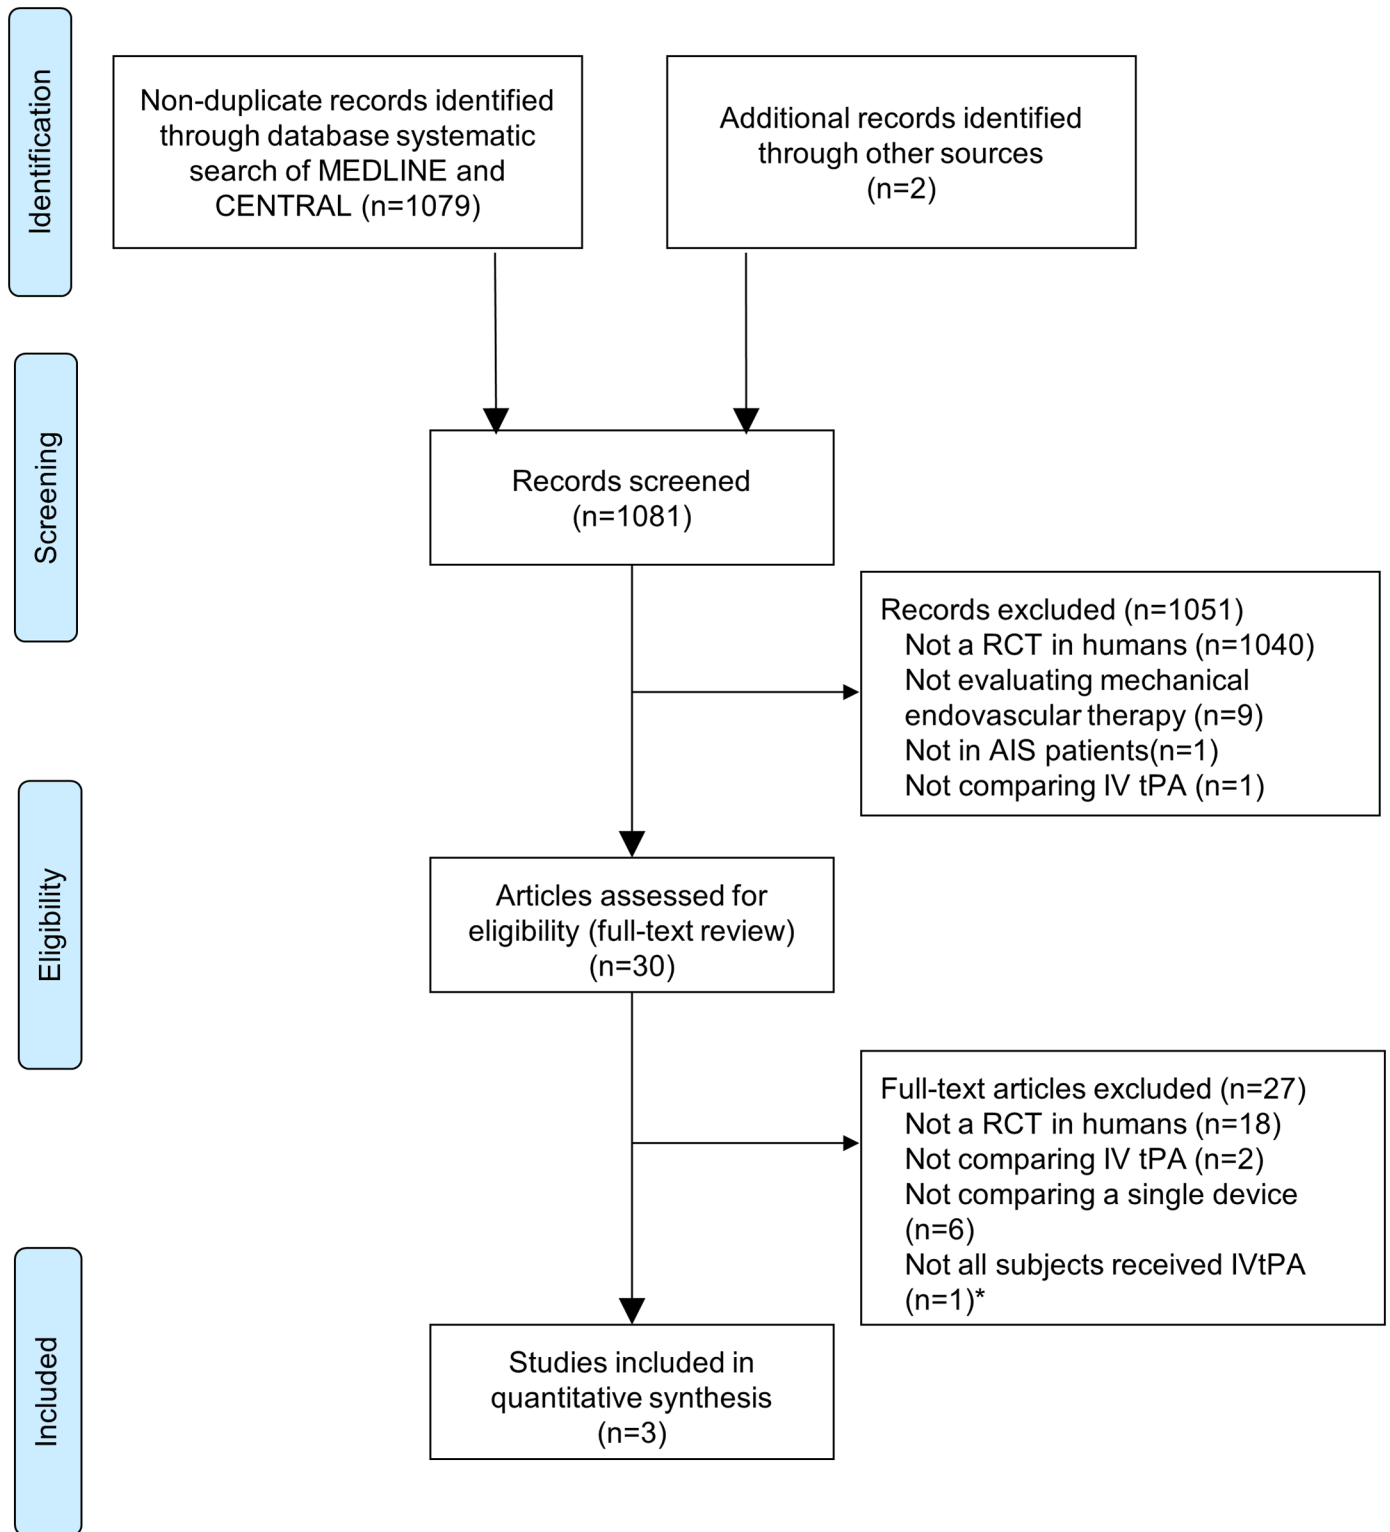 Identification
Non-duplicate records identified
through database systematic
search of MEDLINE and
CENTRAL (n=1079)
Additional records identified
through other sources
(n=2)
Screening
Records screened
(n=1081)
Records excluded (n=1051)
Not a RCT in humans (n=1040)
Not evaluating mechanical
endovascular therapy (n=9)
Not in AIS patients(n=1)
Not comparing IV tPA (n=1)
Eligibility
Articles assessed for
eligibility (full-text review)
(n=30)
Full-text articles excluded (n=27)
Not a RCT in humans (n=18)
Not comparing IV tPA (n=2)
Not comparing a single device
(n=6)
Not all subjects received IVtPA
(n=1)*
Included
Studies included in
quantitative synthesis
(n=3)